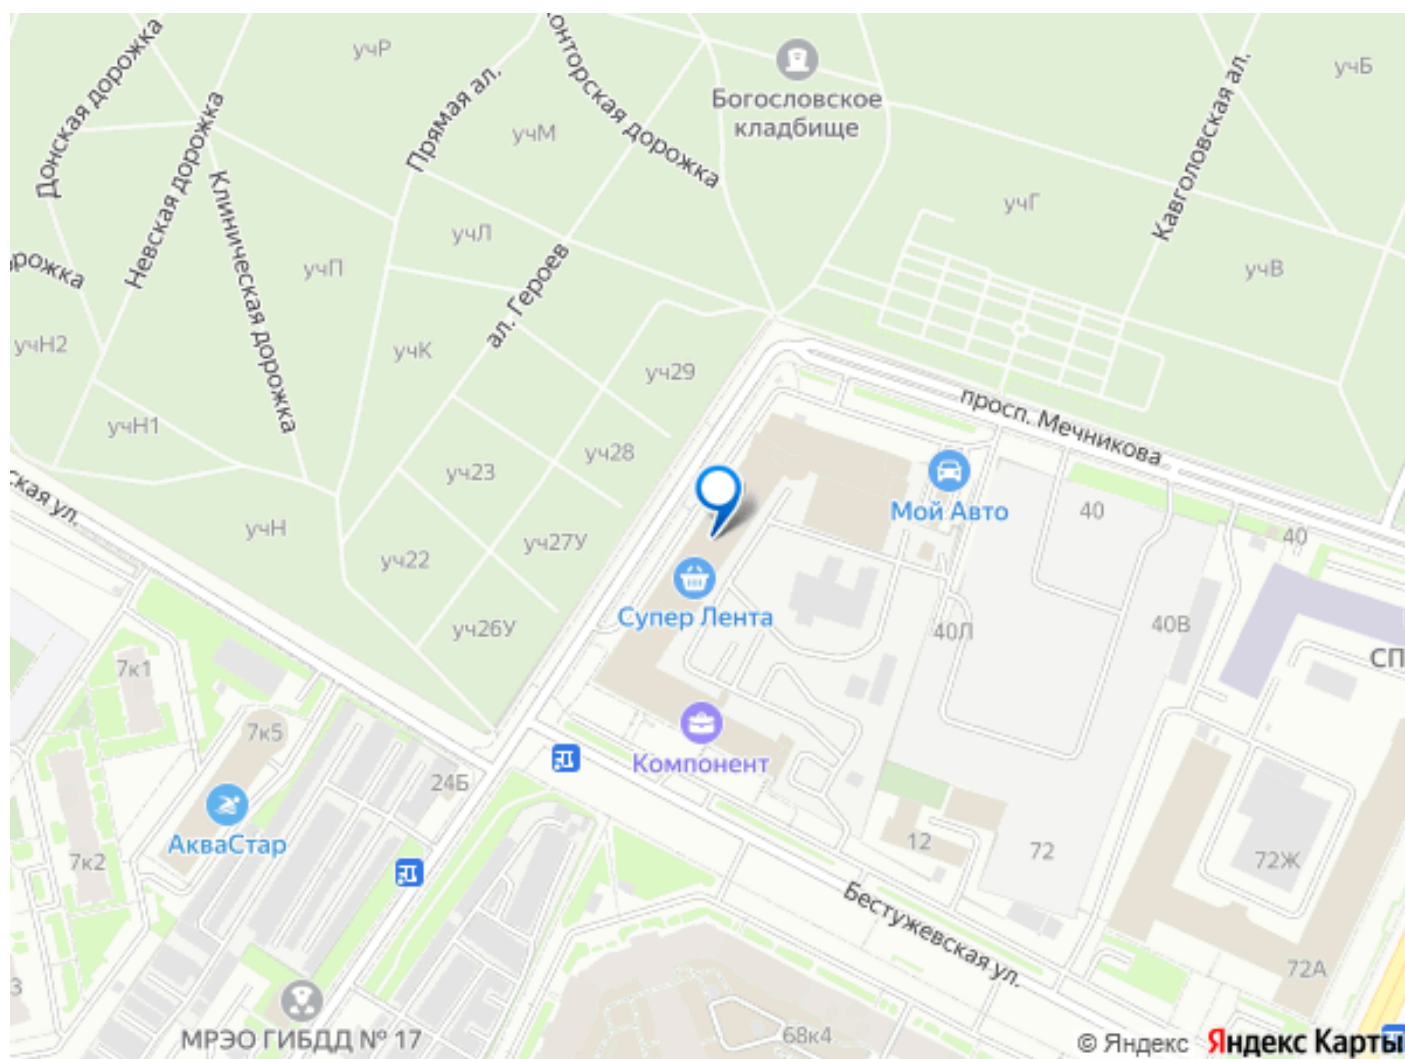 Донская дорожка
учР
Прямая ал.
Конторская дорожка
Богословское
кладбище
учБ
Кавголовская ал.
учМ
Невская дорожка
Клиническая дорожка
учЛ
учГ
учП
ал. Героев
учВ
орожка
учН2
учК
уч29
просп. Мечникова
учН1
уч28
уч23
ская ул.
учН
уч27У
уч22
Мой Авто
40
40
Супер Лента
уч26У
40Л
40В
СП
7к1
7к5
24Б
Компонент
АкваСтар
7к2
12
72
72Ж
Бестужевская ул.
72А
3
МРЭО ГИБДД № 17
68к4
© Яндекс Яндекс Карты